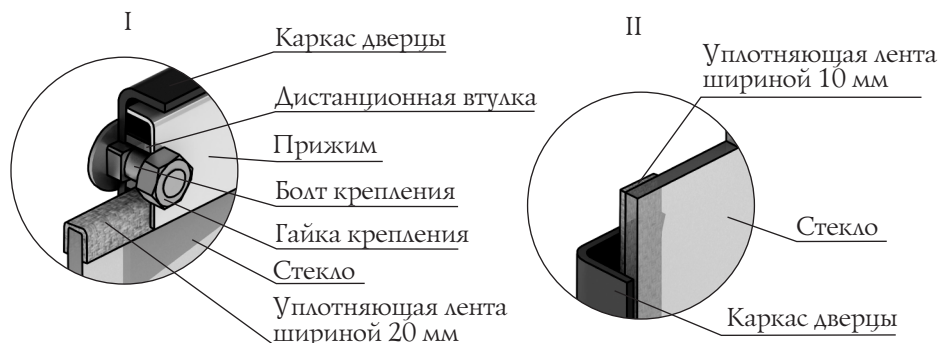 I
Каркас дверцы
Дистанционная втулка
Прижим
Болт крепления
Гайка крепления
Стекло
Уплотняющая лента
шириной 20 мм
II
Уплотняющая лента
шириной 10 мм
Стекло
Каркас дверцы